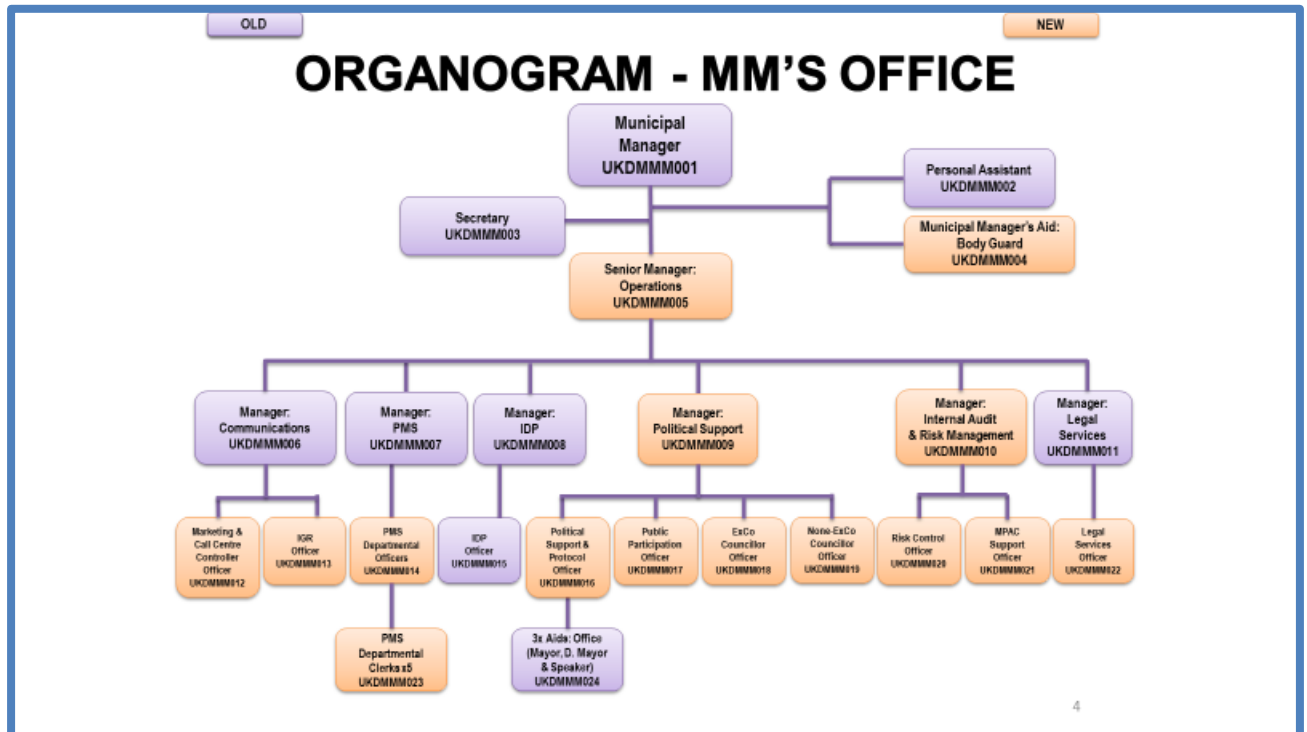 OLD
NEW
ORGANOGRAM - MM'S OFFICE
Municipal
Manager
UKDMMM001
Personal Assistant
UKDMMM002
Secretary
UKDMMM003
Municipal Manager's Aid:
Body Guard
UKDMMM004
Senior Manager:
Operations
UKDMMM005
Manager:
Communications
UKDMMM006
Manager:
PMS
UKDMMM007
Manager:
IDP
UKDMMM008
Manager:
Political Support
UKDMMM009
Manager:
Internal Audit
& Risk Management
UKDMMM010
Manager:
Legal
Services
UKDMMM011
Marketing &
Call Centre
Controller
Officer
UKDMMM012
IGR
Officer
UKDMMM013
PMS
Departmental
Officers
UKDMMM014
IDP
Officer
UKDMMM015
Political
Support &
Protocol
Officer
UKDMMM016
Public
Participation
Officer
UKDMMM017
ExCo
Councillor
Officer
UKDMMM018
None-ExCo
Councillor
Officer
UKDMMM019
Risk Control
Officer
UKDMMM020
MPAC
Support
Officer
UKDMMM021
Legal
Services
Officer
UKDMMM022
PMS
Departmental
Clerks x5
UKDMMM023
3x Aids: Office
(Mayor, D. Mayor
& Speaker)
UKDMMM024
4